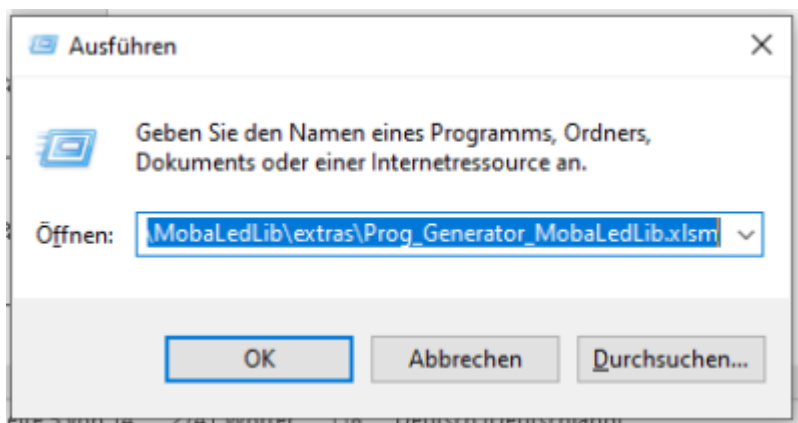 Ausführen
Geben Sie den Namen eines Programms, Ordners,
Dokuments oder einer Internetressource an.
Öffnen:
\MobaLedLib\extras\Prog_Generator_MobaLedLib.xlsm
OK
Abbrechen
Durchsuchen...